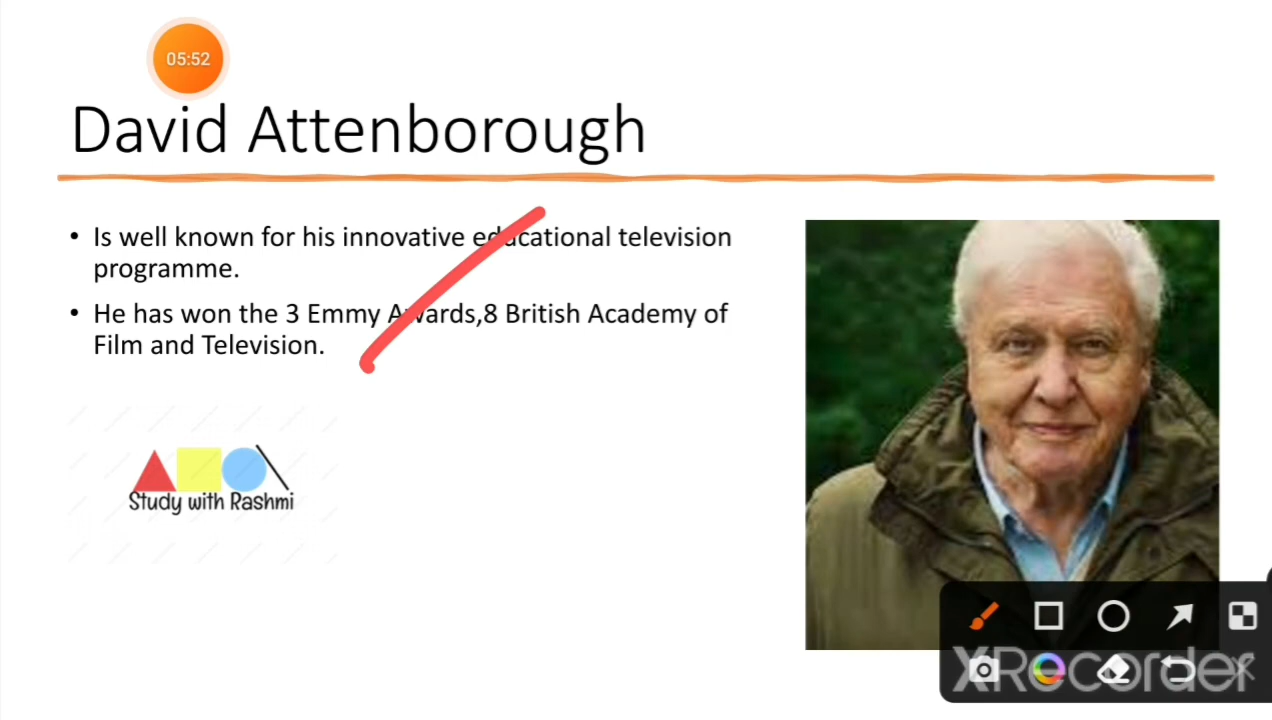 05:52
David Attenborough
• Is well known for his innovative educational television
programme.
• He has won the 3 Emmy Awards,8 British Academy of
Film and Television.
Study with Rashmi
XRecorder